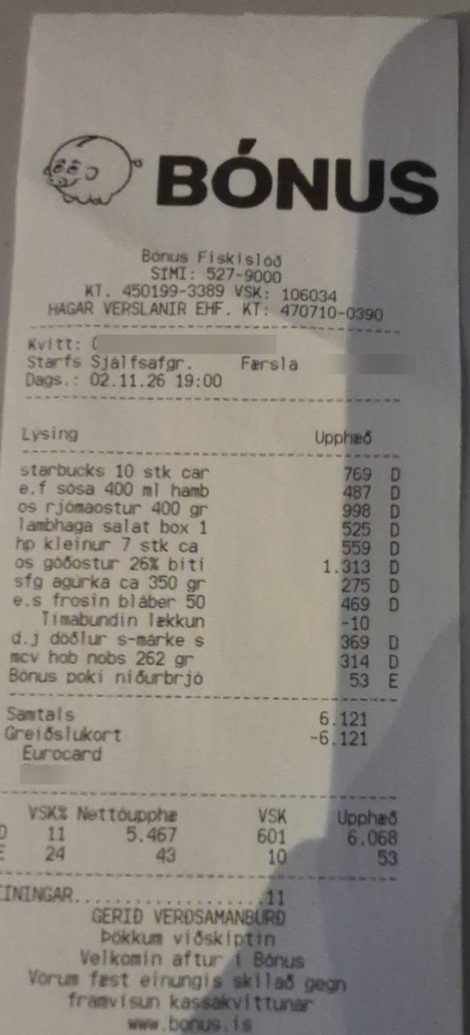 BÓNUS
Bónus Fiskislóð
SÍMI: 527-9000
KT. 450199-3389 VSK: 106034
HAGAR VERSLANIR EHF. KT: 470710-0390
Kvitt:
Starfs Sjálfsafgr. Færsla
Dags.: 02.11.26 19:00
Lýsing Upphæð
starbucks 10 stk car 769 D
e.f sósa 400 ml hamb 487 D
os rjómaostur 400 gr 998 D
lambhaga salat box 1 525 D
hp kleinur 7 stk ca 559 D
os góðostur 26% biti 1.313 D
sfg agúrka ca 350 gr 275 D
e.s frosin bláber 50 469 D
Tímabundin lækkun -10
d.j döðlur s-marke s 369 D
mcv hob nobs 262 gr 314 D
Bónus poki niðurbrjó 53 E
Samtals 6.121
Greiðslukort -6.121
Eurocard
VSK% Nettóupphæ VSK Upphæð
D 11 5.467 601 6.068
E 24 43 10 53
EININGAR....................11
GERIÐ VERÐSAMANBURÐ
Þökkum viðskiptin
Velkomin aftur í Bónus
Vörum fæst einungis skilað gegn
framvísun kassakvittunar
www.bonus.is